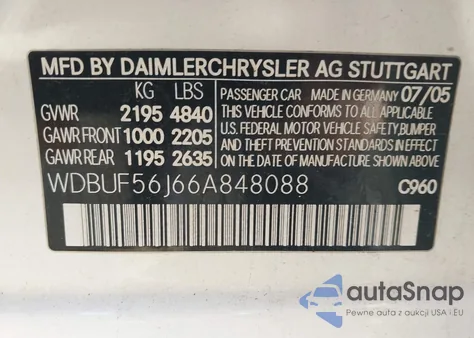 MFD BY DAIMLERCHRYSLER AG STUTTGART
KG LBS
GVWR 2195 4840
GAWR FRONT 1000 2205
GAWR REAR 1195 2635
PASSENGER CAR MADE IN GERMANY 07/05
THIS VEHICLE CONFORMS TO ALL APPLICABLE
U.S. FEDERAL MOTOR VEHICLE SAFETY, BUMPER,
AND THEFT PREVENTION STANDARDS IN EFFECT
ON THE DATE OF MANUFACTURE SHOWN ABOVE.
WDBUF56J66A848088
C960
autoSnap
Pewne auta z aukcji USA i EU